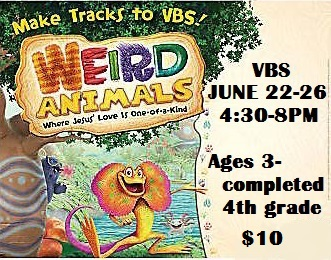 Make Tracks to VBS!
WEIRD
ANIMALS
Where Jesus' Love Is One-of-a-Kind
VBS
JUNE 22-26
4:30-8PM
Ages 3-
completed
4th grade
$10